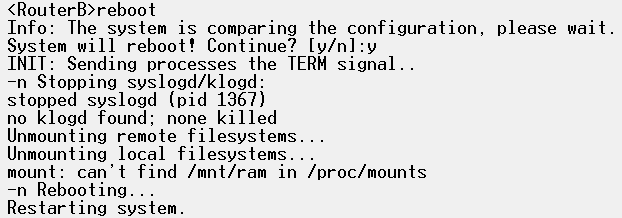 <RouterB>reboot
Info: The system is comparing the configuration, please wait.
System will reboot! Continue? [y/n]:y
INIT: Sending processes the TERM signal..
-n Stopping syslogd/klogd:
stopped syslogd (pid 1367)
no klogd found; none killed
Unmounting remote filesystems...
Unmounting local filesystems...
mount: can't find /mnt/ram in /proc/mounts
-n Rebooting...
Restarting system.